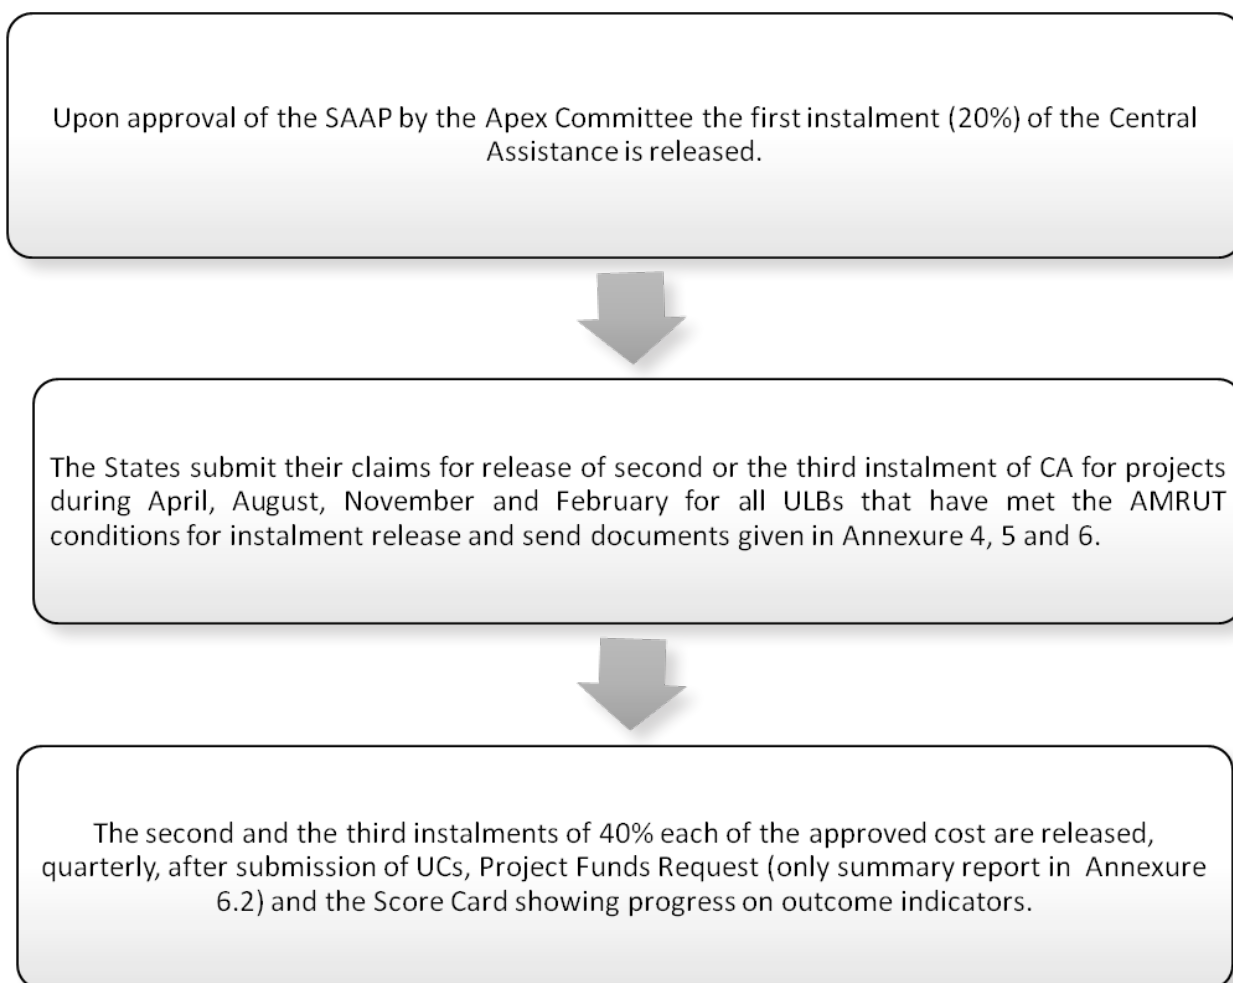 Upon approval of the SAAP by the Apex Committee the first instalment (20%) of the Central
Assistance is released.
The States submit their claims for release of second or the third instalment of CA for projects
during April, August, November and February for all ULBs that have met the AMRUT
conditions for instalment release and send documents given in Annexure 4, 5 and 6.
The second and the third instalments of 40% each of the approved cost are released,
quarterly, after submission of UCs, Project Funds Request (only summary report in Annexure
6.2) and the Score Card showing progress on outcome indicators.